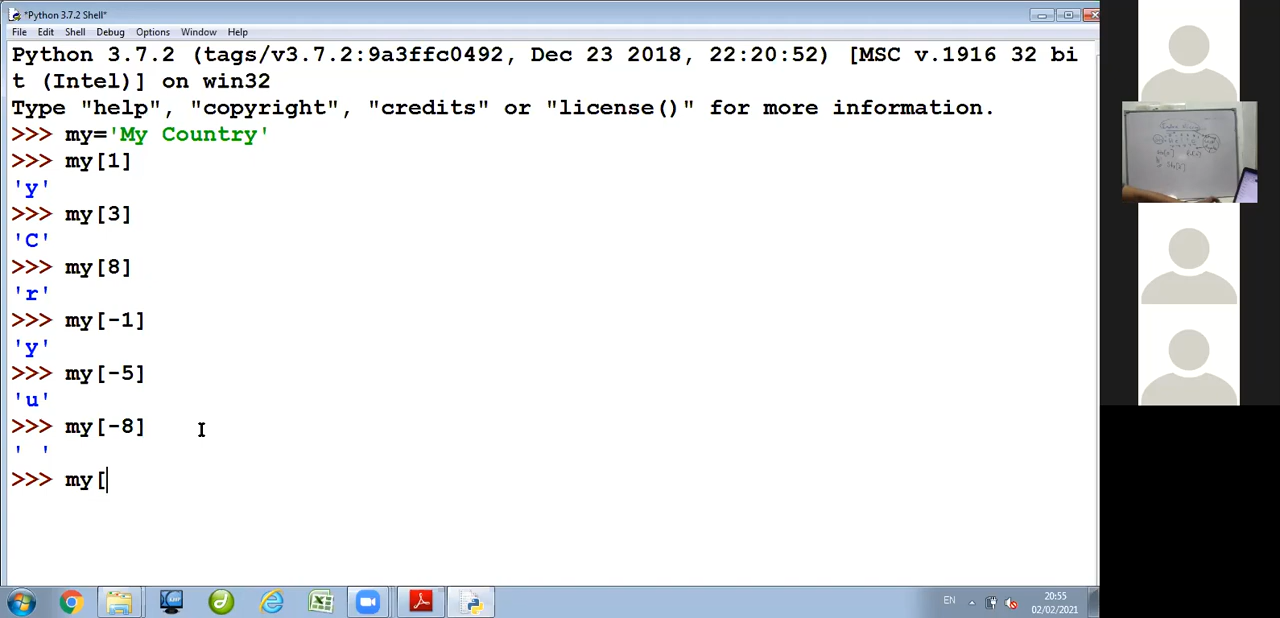 *Python 3.7.2 Shell*
File Edit Shell Debug Options Window Help
Python 3.7.2 (tags/v3.7.2:9a3ffc0492, Dec 23 2018, 22:20:52) [MSC v.1916 32 bi
t (Intel)] on win32
Type "help", "copyright", "credits" or "license()" for more information.
>>> my='My Country'
>>> my[1]
'y'
>>> my[3]
'C'
>>> my[8]
'r'
>>> my[-1]
'y'
>>> my[-5]
'u'
>>> my[-8]
' '
>>> my[
EN
20:55
02/02/2021